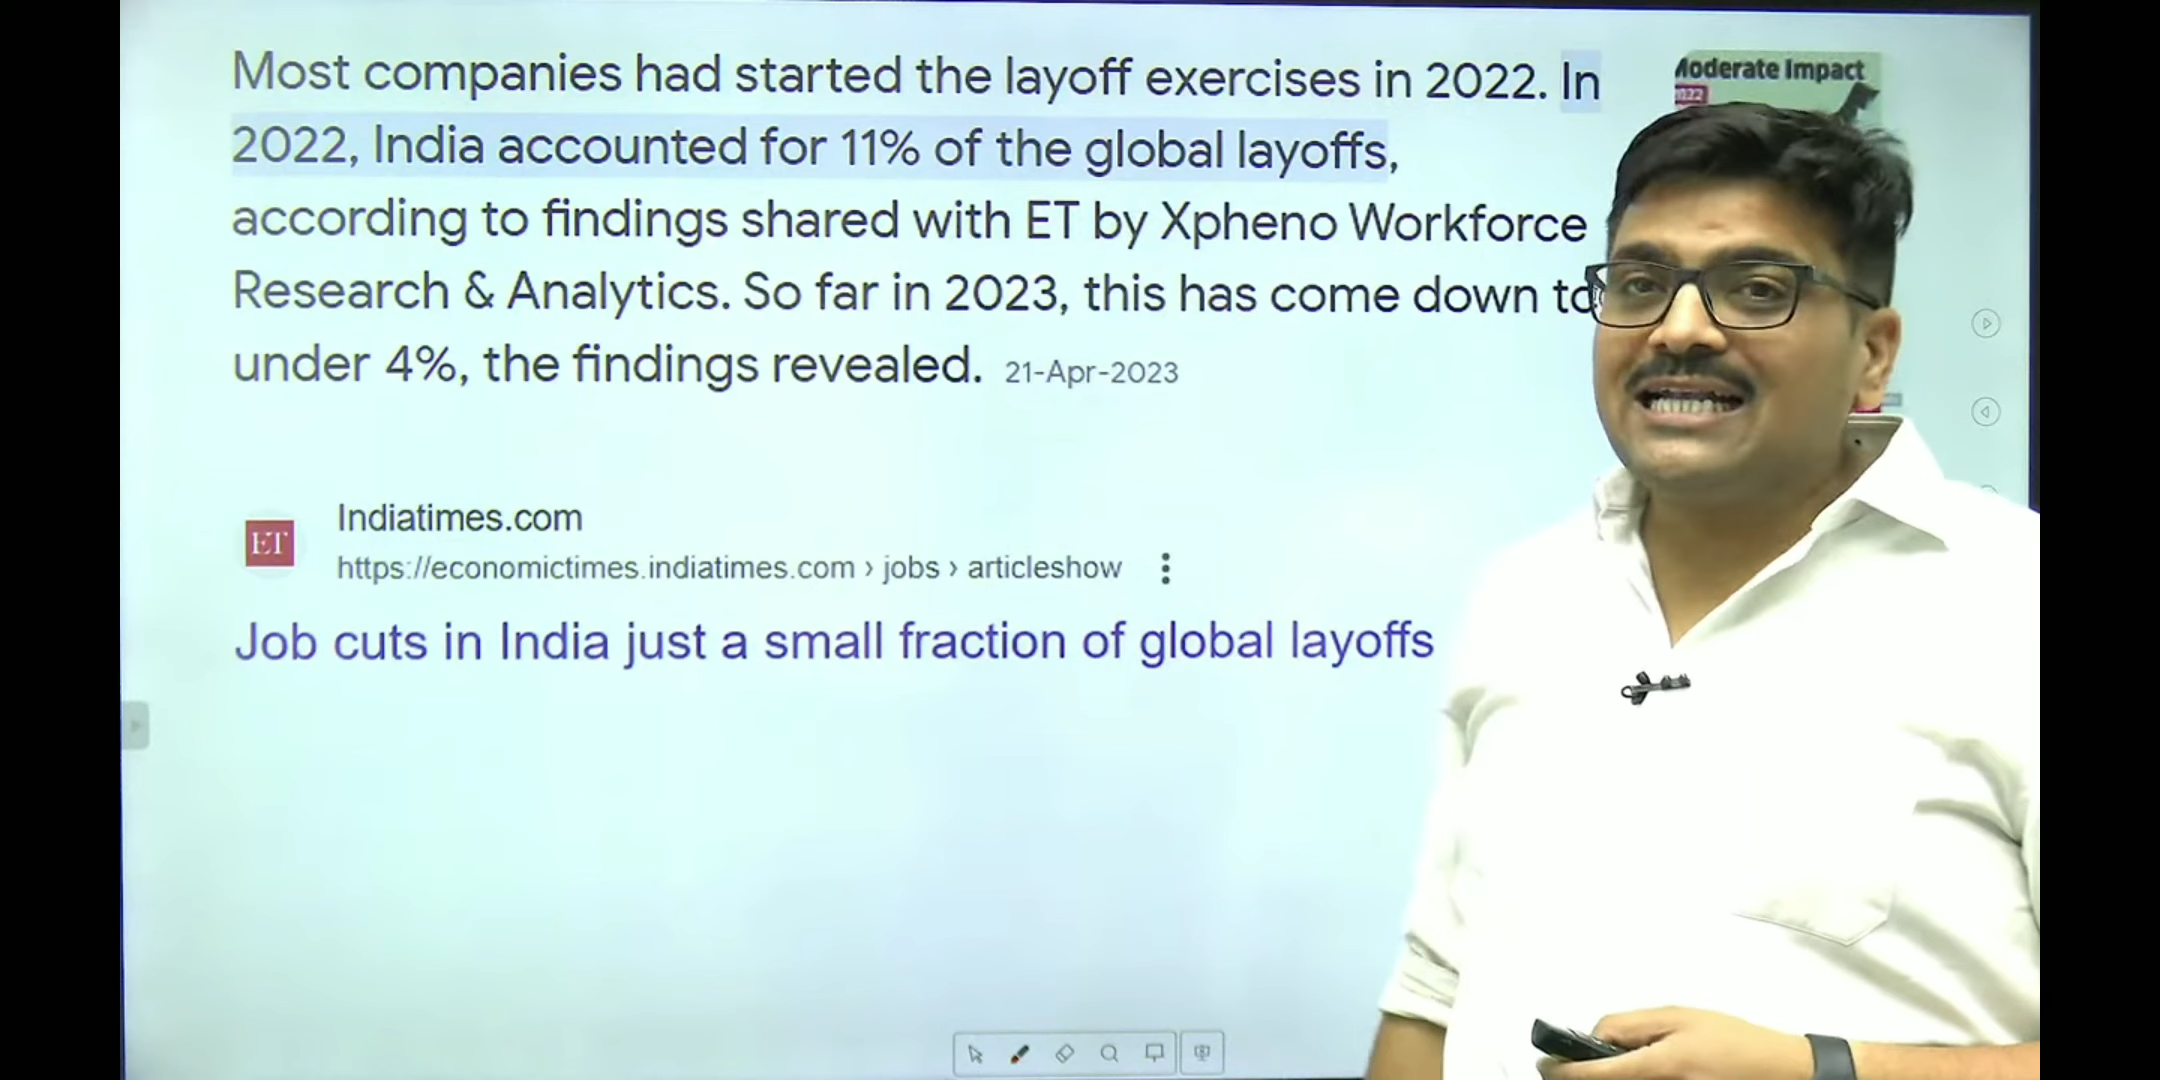 Most companies had started the layoff exercises in 2022. In
2022, India accounted for 11% of the global layoffs,
according to findings shared with ET by Xpheno Workforce
Research & Analytics. So far in 2023, this has come down to
under 4%, the findings revealed. 21-Apr-2023
Moderate Impact
2022
ET
Indiatimes.com
https://economictimes.indiatimes.com › jobs › articleshow
Job cuts in India just a small fraction of global layoffs